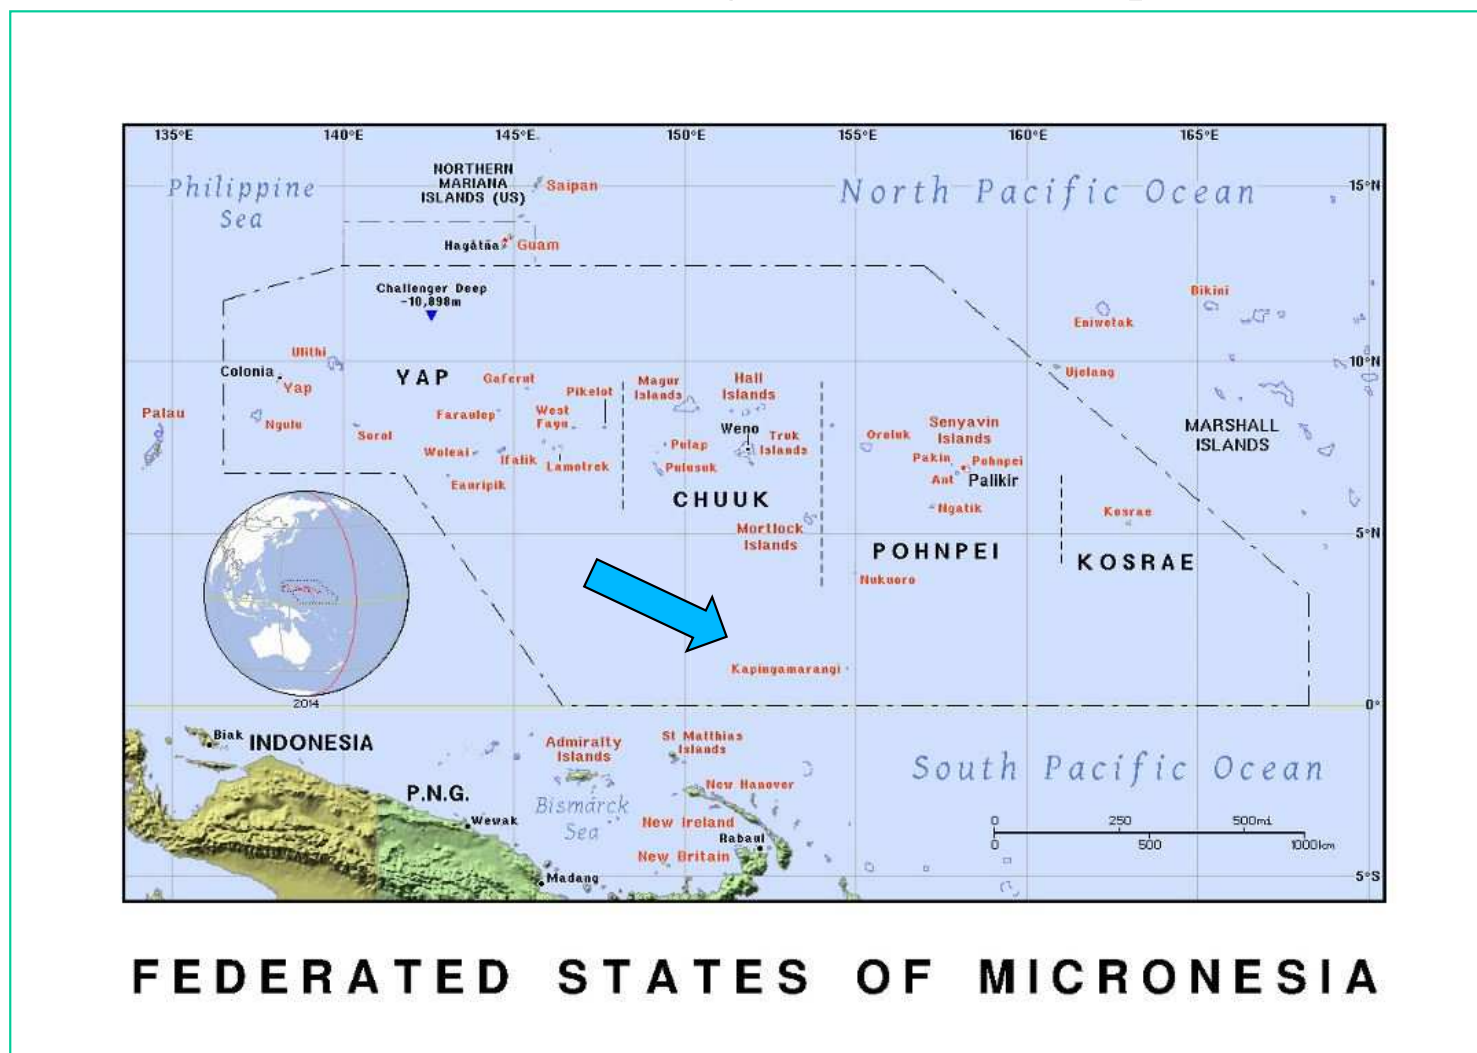 135°E 140°E 145°E 150°E 155°E 160°E 165°E
NORTHERN
MARIANA
ISLANDS (US)
Saipan
Philippine
Sea
North Pacific Ocean
15°N
Hagåtña
Guam
Challenger Deep
-10,898m
Bikini
Eniwetak
Ulithi
10°N
Colonia
Yap
YAP
Gaferut
Pikelot
Magur
Islands
Hall
Islands
Ujelang
Palau
Ngulu
Sorol
Faraulep
West
Fayu
Weno
Truk
Islands
Oroluk
Senyavin
Islands
MARSHALL
ISLANDS
Woleai
Ifalik
Lamotrek
Pulap
Pulusuk
Pakin
Pohnpei
Ant
Palikir
Eauripik
CHUUK
Ngatik
Kosrae
Mortlock
Islands
5°N
POHNPEI
KOSRAE
Nukuoro
Kapingamarangi
2014
0°
Biak
INDONESIA
Admiralty
Islands
St Matthias
Islands
South Pacific Ocean
P.N.G.
New Hanover
Bismarck
Sea
Wewak
New Ireland
Rabaul
0 250 500mi
0 500 1000km
New Britain
Madang
5°S
FEDERATED STATES OF MICRONESIA